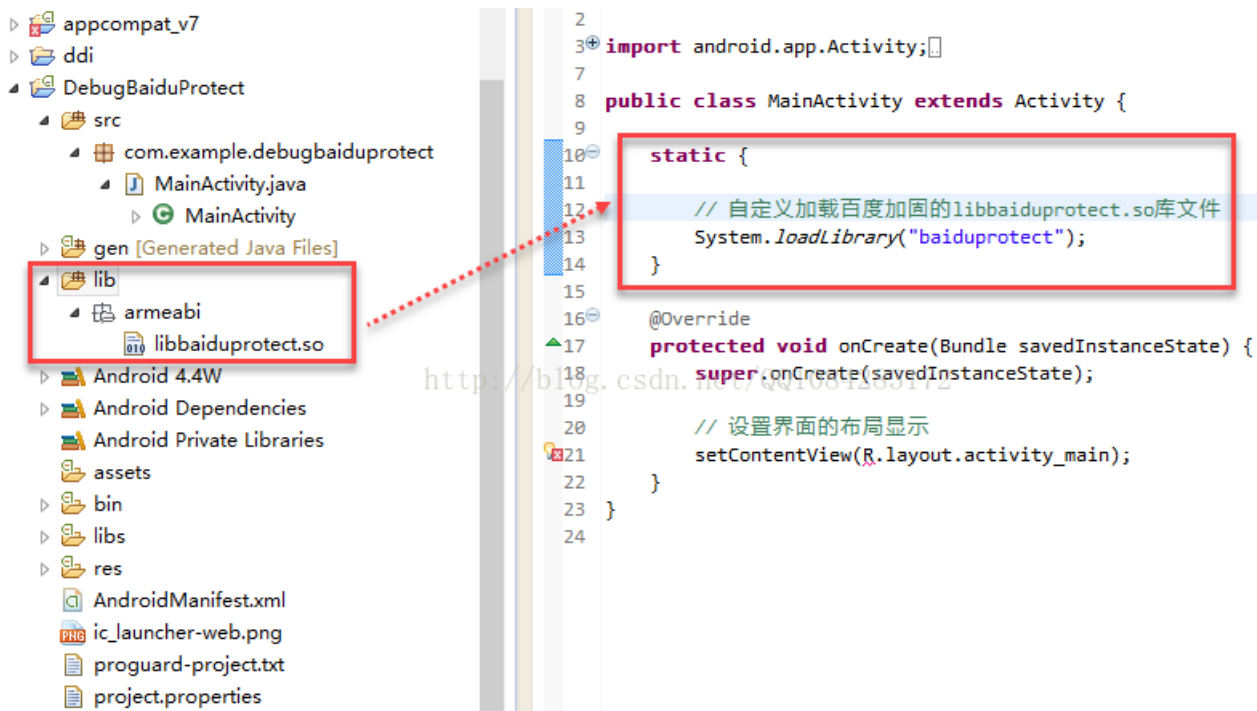 appcompat_v7
ddi
DebugBaiduProtect
src
com.example.debugbaiduprotect
MainActivity.java
MainActivity
gen [Generated Java Files]
lib
armeabi
libbaiduprotect.so
Android 4.4W
Android Dependencies
Android Private Libraries
assets
bin
libs
res
AndroidManifest.xml
ic_launcher-web.png
proguard-project.txt
project.properties
2
3 import android.app.Activity;
7
8 public class MainActivity extends Activity {
9
10 static {
11
12 // 自定义加载百度加固的libbaiduprotect.so库文件
13 System.loadLibrary("baiduprotect");
14 }
15
16 @Override
17 protected void onCreate(Bundle savedInstanceState) {
18 super.onCreate(savedInstanceState);
19
20 // 设置界面的布局显示
21 setContentView(R.layout.activity_main);
22 }
23 }
24
http://blog.csdn.net/QQ1084283172